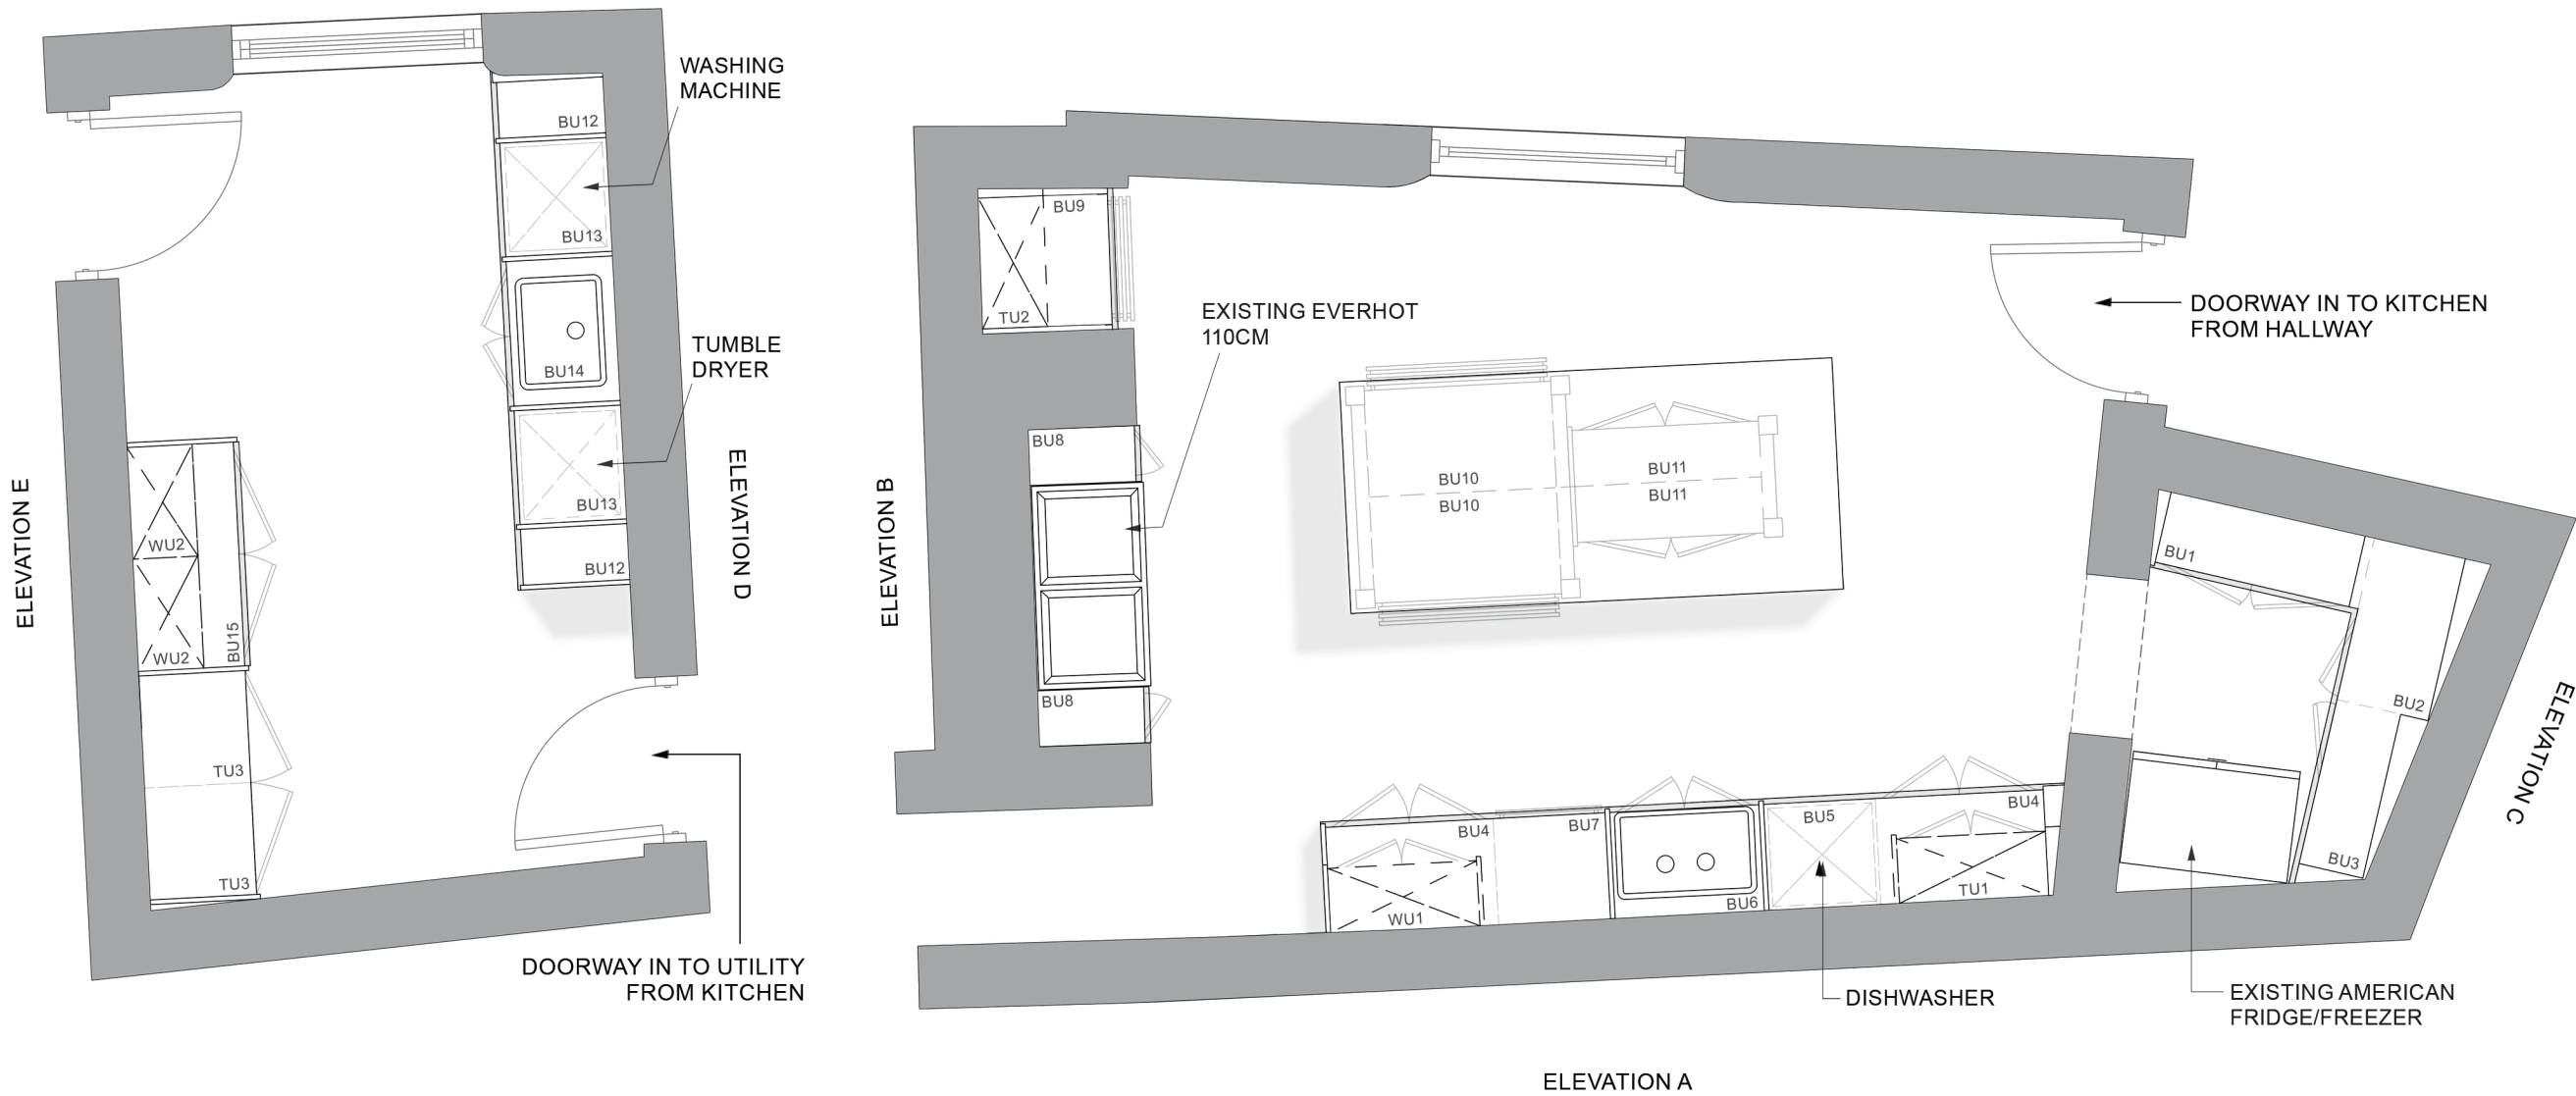 WASHING
MACHINE
BU12
BU13
BU14
TUMBLE
DRYER
BU13
BU12
ELEVATION D
ELEVATION E
WU2
WU2
BU15
TU3
TU3
DOORWAY IN TO UTILITY
FROM KITCHEN
ELEVATION B
BU9
TU2
EXISTING EVERHOT
110CM
BU8
BU8
BU10
BU10
BU11
BU11
DOORWAY IN TO KITCHEN
FROM HALLWAY
BU1
BU2
BU3
ELEVATION C
BU4
BU7
WU1
BU6
BU5
BU4
TU1
DISHWASHER
EXISTING AMERICAN
FRIDGE/FREEZER
ELEVATION A